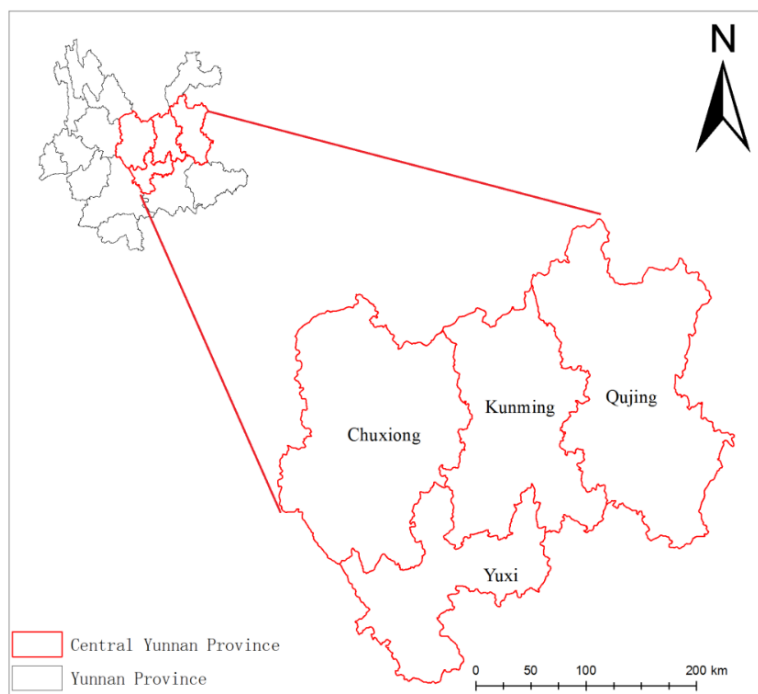 N
Qujing
Kunming
Chuxiong
Yuxi
Central Yunnan Province
Yunnan Province
0 50 100 200 km